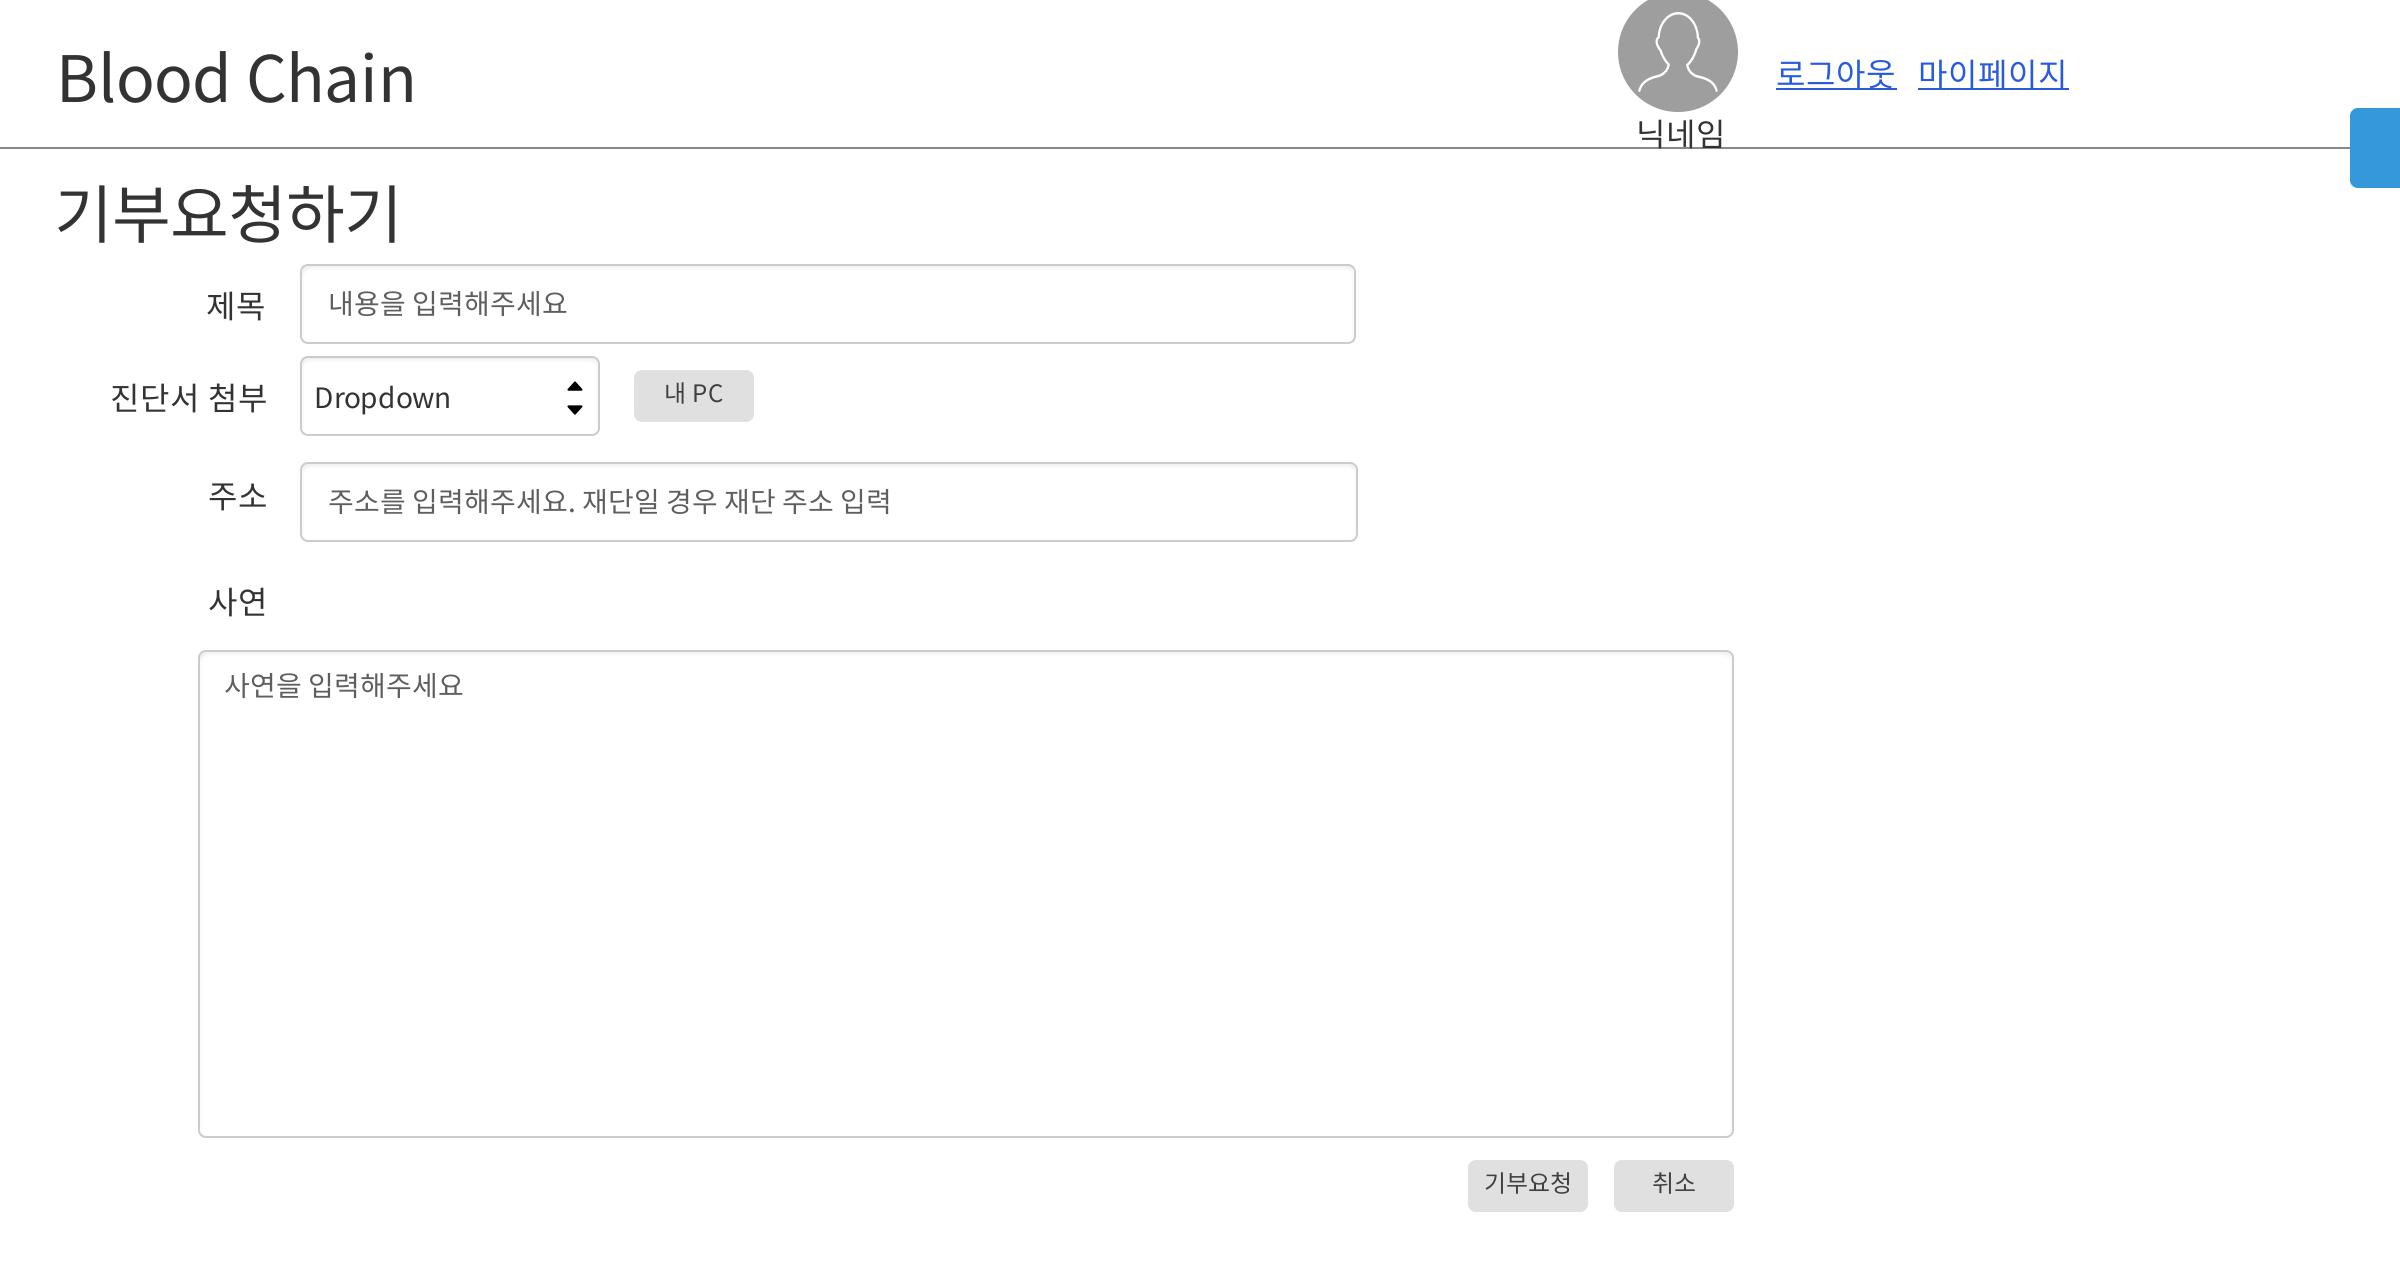 Blood Chain
로그아웃 마이페이지
닉네임
기부요청하기
제목 내용을 입력해주세요
진단서 첨부 Dropdown 내 PC
주소 주소를 입력해주세요. 재단일 경우 재단 주소 입력
사연
사연을 입력해주세요
기부요청 취소